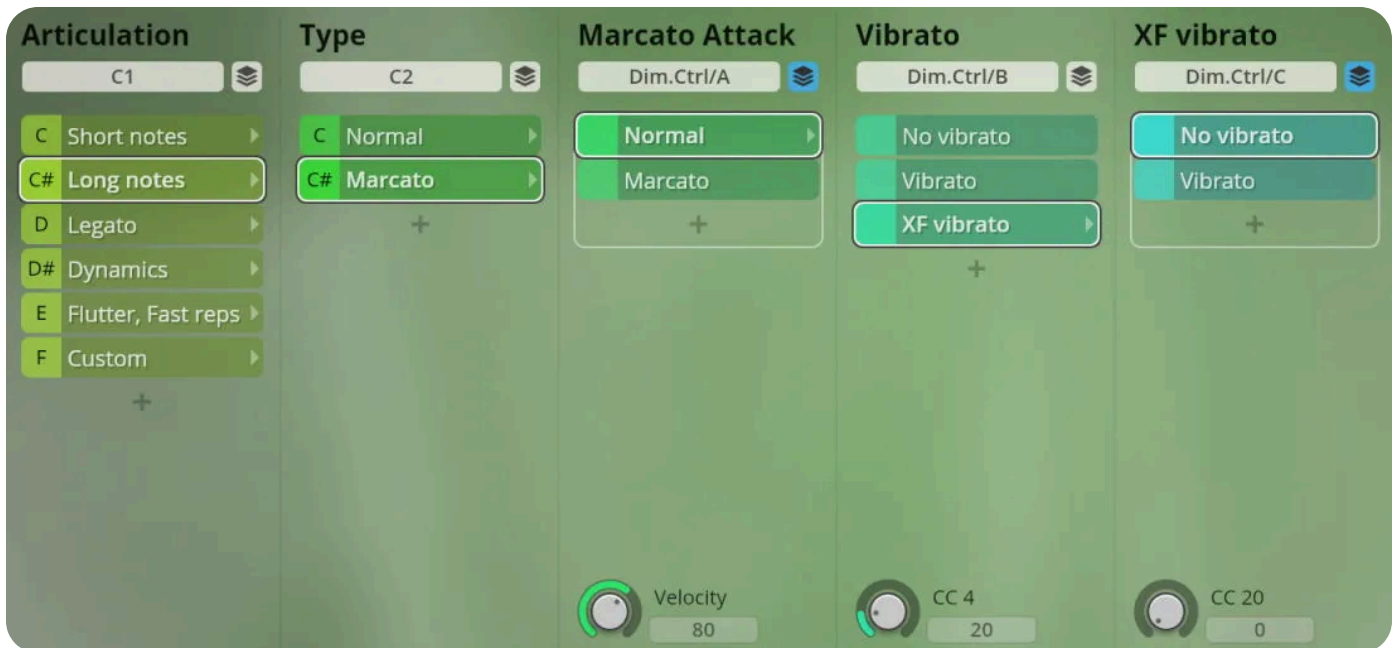 Articulation
C1
C Short notes
C# Long notes
D Legato
D# Dynamics
E Flutter, Fast reps
F Custom
+
Type
C2
C Normal
C# Marcato
+
Marcato Attack
Dim.Ctrl/A
Normal
Marcato
+
Velocity
80
Vibrato
Dim.Ctrl/B
No vibrato
Vibrato
XF vibrato
+
CC 4
20
XF vibrato
Dim.Ctrl/C
No vibrato
Vibrato
+
CC 20
0